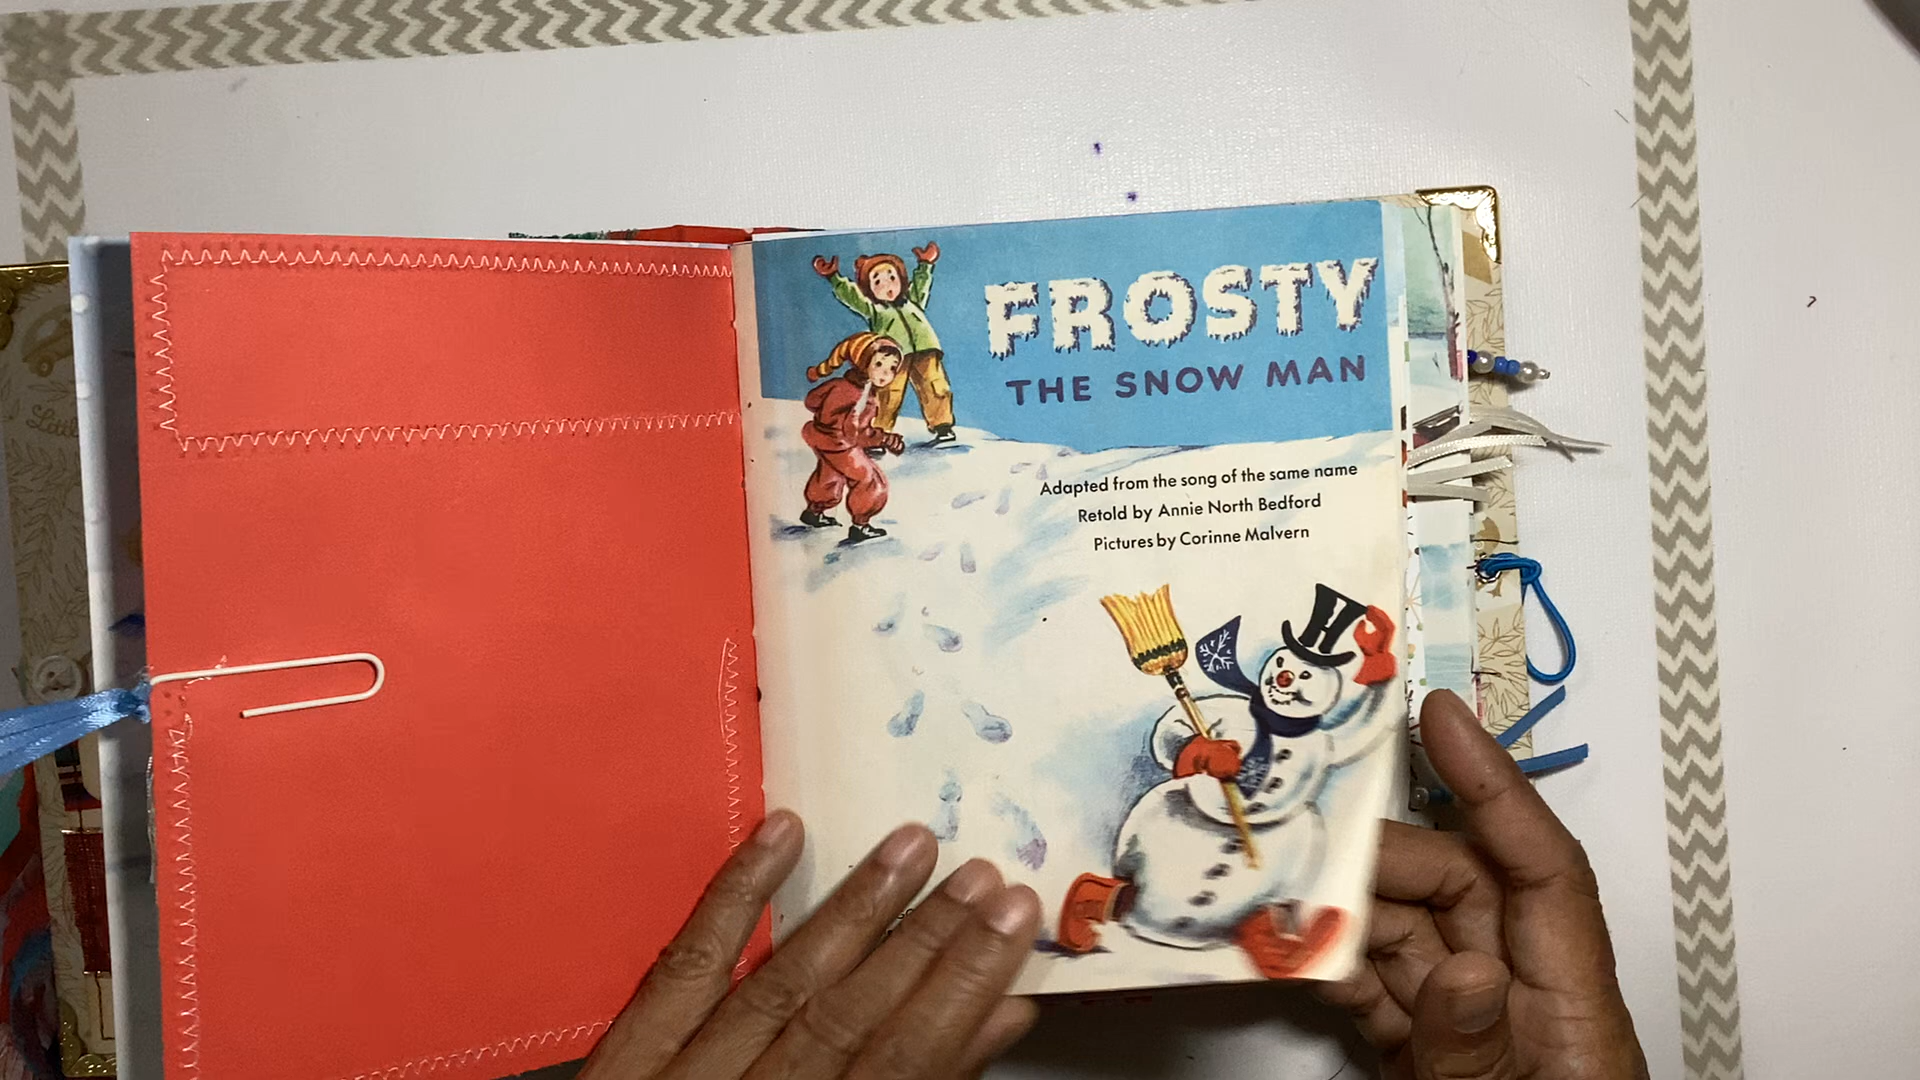 FROSTY
THE SNOW MAN
Adapted from the song of the same name
Retold by Annie North Bedford
Pictures by Corinne Malvern
H